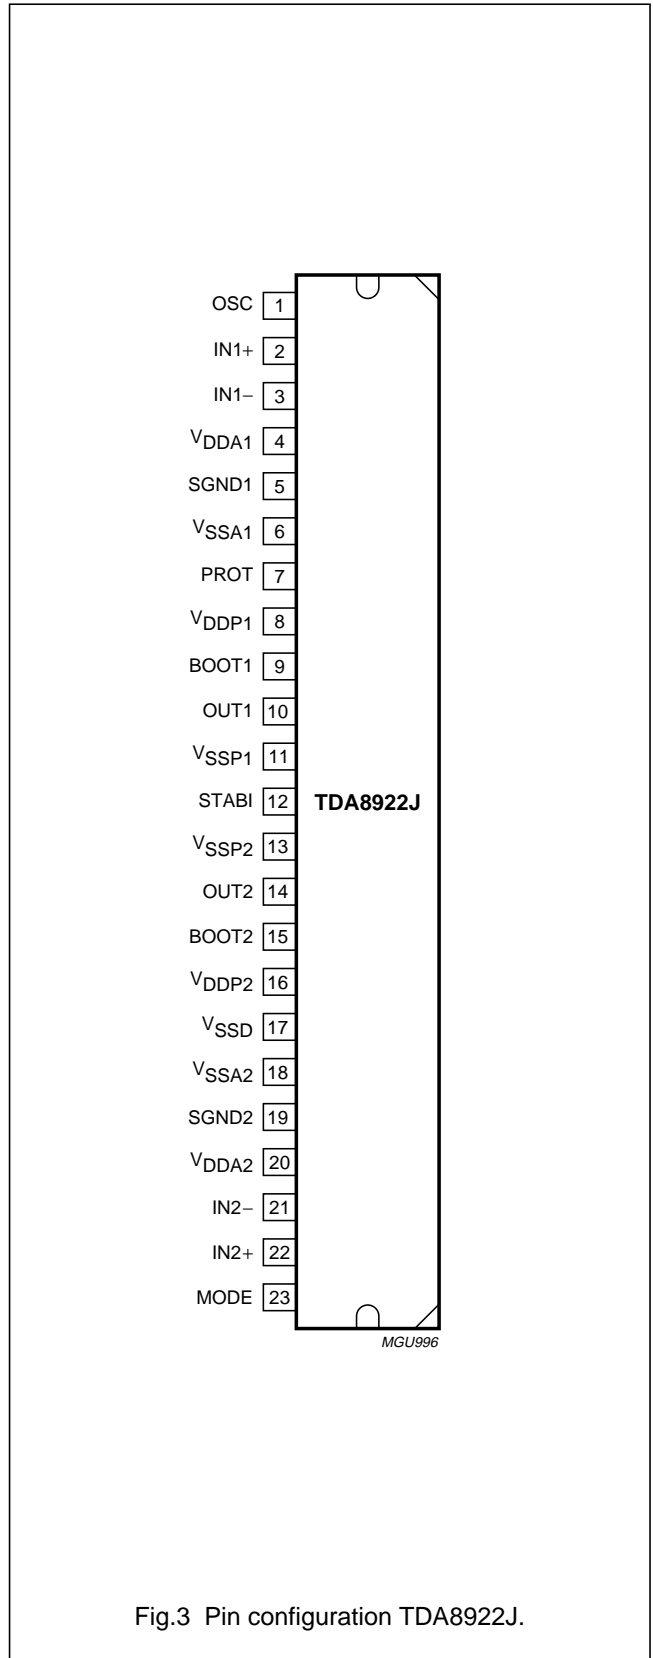 OSC 1
IN1+ 2
IN1− 3
VDDA1 4
SGND1 5
VSSA1 6
PROT 7
VDDP1 8
BOOT1 9
OUT1 10
VSSP1 11
STABI 12 TDA8922J
VSSP2 13
OUT2 14
BOOT2 15
VDDP2 16
VSSD 17
VSSA2 18
SGND2 19
VDDA2 20
IN2− 21
IN2+ 22
MODE 23
MGU996
Fig.3 Pin configuration TDA8922J.